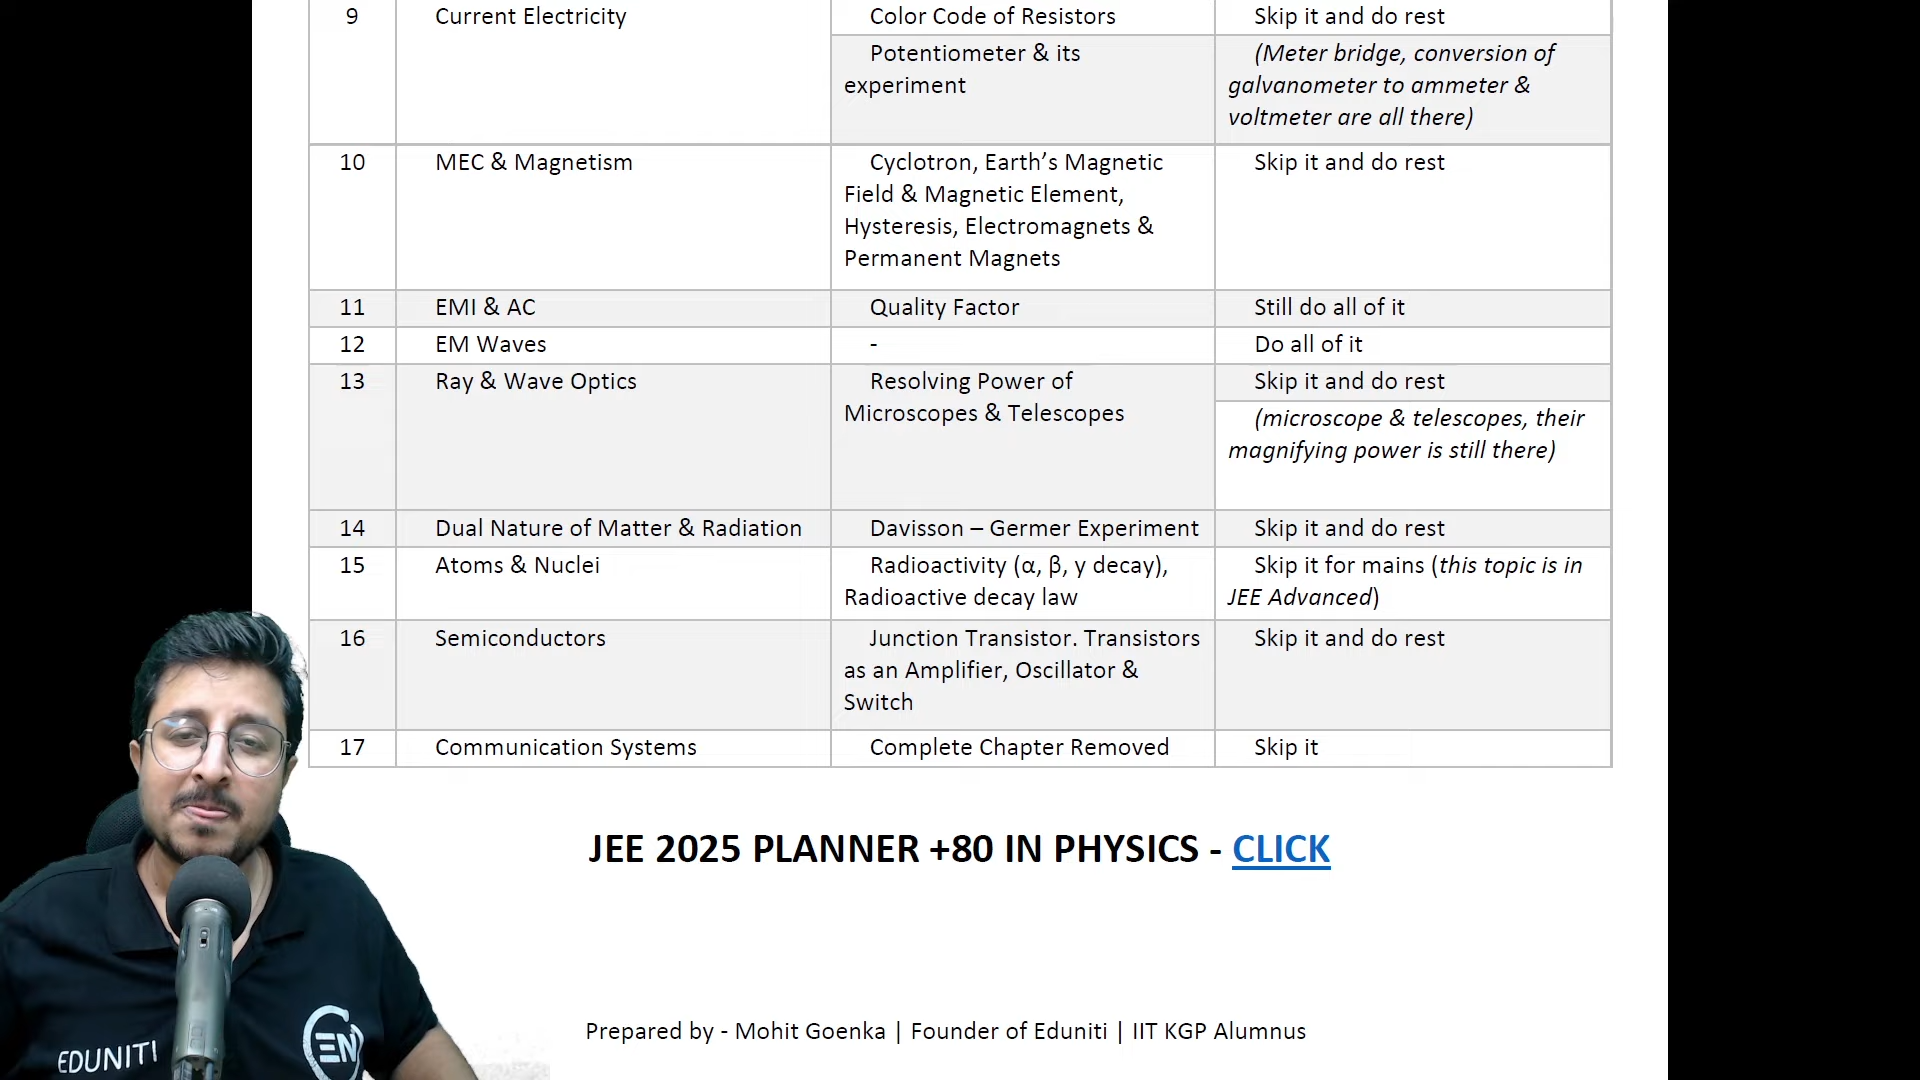 9 Current Electricity Color Code of Resistors Skip it and do rest
Potentiometer & its
experiment
(Meter bridge, conversion of
galvanometer to ammeter &
voltmeter are all there)
10 MEC & Magnetism
Cyclotron, Earth’s Magnetic
Field & Magnetic Element,
Hysteresis, Electromagnets &
Permanent Magnets
Skip it and do rest
11 EMI & AC Quality Factor Still do all of it
12 EM Waves - Do all of it
13 Ray & Wave Optics
Resolving Power of
Microscopes & Telescopes
Skip it and do rest
(microscope & telescopes, their
magnifying power is still there)
14 Dual Nature of Matter & Radiation Davisson – Germer Experiment Skip it and do rest
15 Atoms & Nuclei
Radioactivity (α, β, γ decay),
Radioactive decay law
Skip it for mains (this topic is in
JEE Advanced)
16 Semiconductors
Junction Transistor. Transistors
as an Amplifier, Oscillator &
Switch
Skip it and do rest
17 Communication Systems Complete Chapter Removed Skip it
JEE 2025 PLANNER +80 IN PHYSICS - CLICK
Prepared by - Mohit Goenka | Founder of Eduniti | IIT KGP Alumnus
EDUNITI
EN